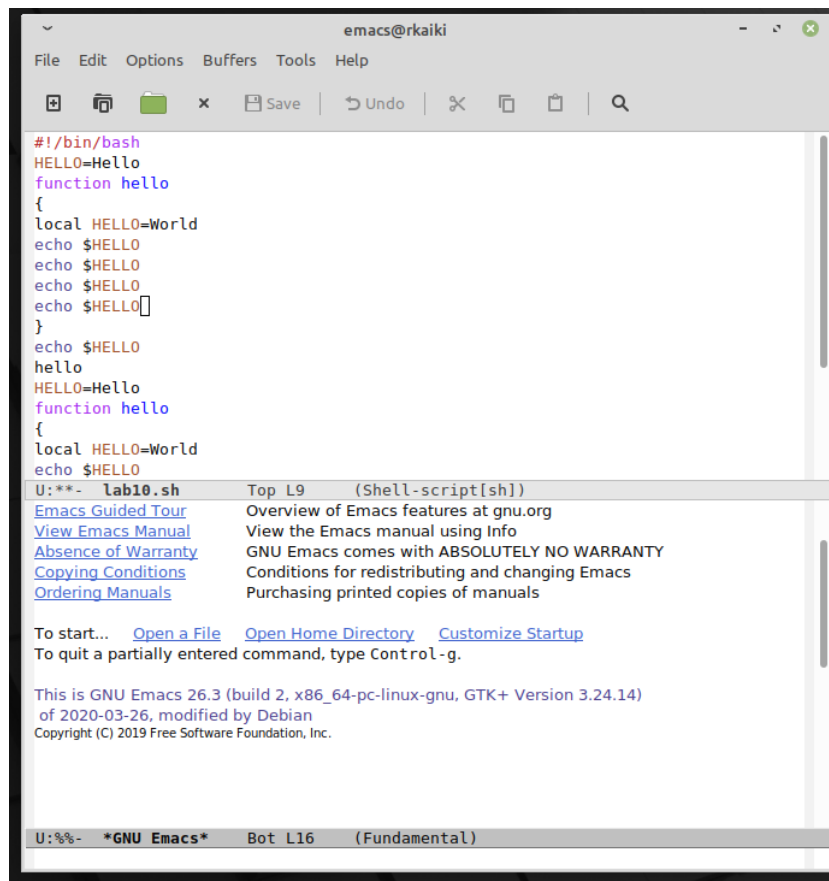 emacs@rkaiki
File Edit Options Buffers Tools Help
Save Undo
#!/bin/bash
HELLO=Hello
function hello
{
local HELLO=World
echo $HELLO
echo $HELLO
echo $HELLO
echo $HELLO
}
echo $HELLO
hello
HELLO=Hello
function hello
{
local HELLO=World
echo $HELLO
U:**- lab10.sh Top L9 (Shell-script[sh])
Emacs Guided Tour Overview of Emacs features at gnu.org
View Emacs Manual View the Emacs manual using Info
Absence of Warranty GNU Emacs comes with ABSOLUTELY NO WARRANTY
Copying Conditions Conditions for redistributing and changing Emacs
Ordering Manuals Purchasing printed copies of manuals
To start... Open a File Open Home Directory Customize Startup
To quit a partially entered command, type Control-g.
This is GNU Emacs 26.3 (build 2, x86_64-pc-linux-gnu, GTK+ Version 3.24.14)
of 2020-03-26, modified by Debian
Copyright (C) 2019 Free Software Foundation, Inc.
U:%%- *GNU Emacs* Bot L16 (Fundamental)